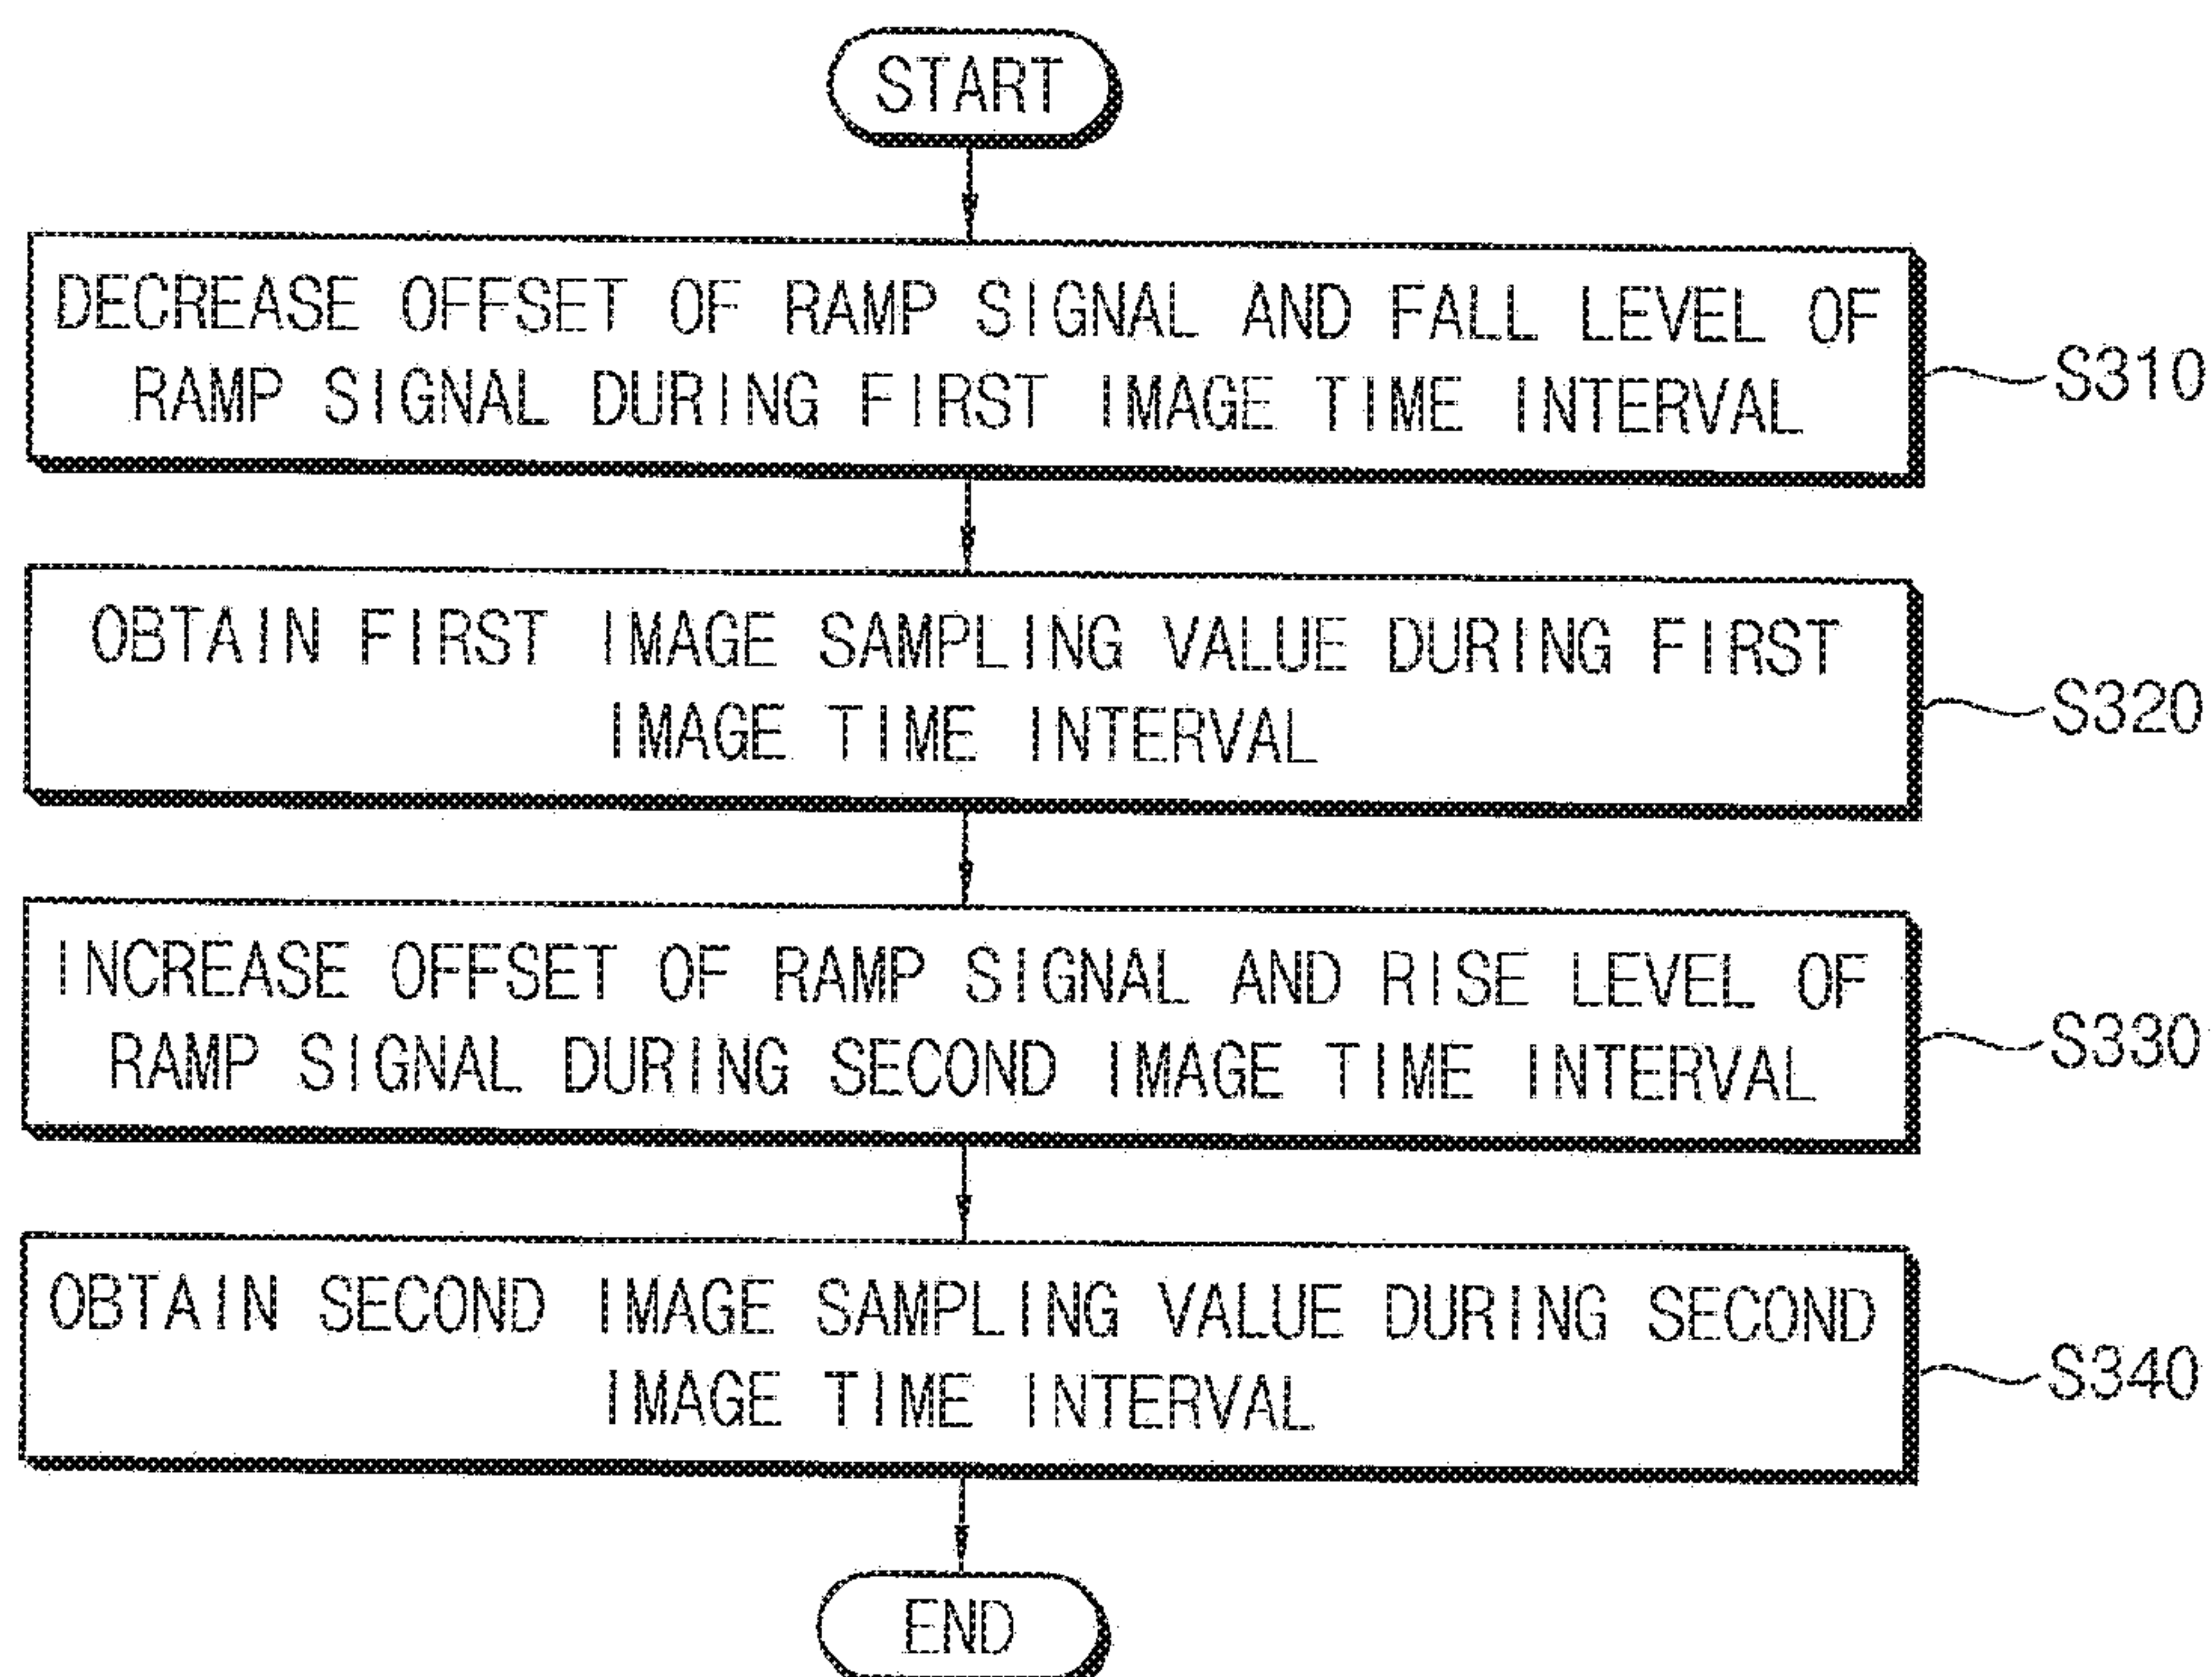 START
DECREASE OFFSET OF RAMP SIGNAL AND FALL LEVEL OF
RAMP SIGNAL DURING FIRST IMAGE TIME INTERVAL
S310
OBTAIN FIRST IMAGE SAMPLING VALUE DURING FIRST
IMAGE TIME INTERVAL
S320
INCREASE OFFSET OF RAMP SIGNAL AND RISE LEVEL OF
RAMP SIGNAL DURING SECOND IMAGE TIME INTERVAL
S330
OBTAIN SECOND IMAGE SAMPLING VALUE DURING SECOND
IMAGE TIME INTERVAL
S340
END